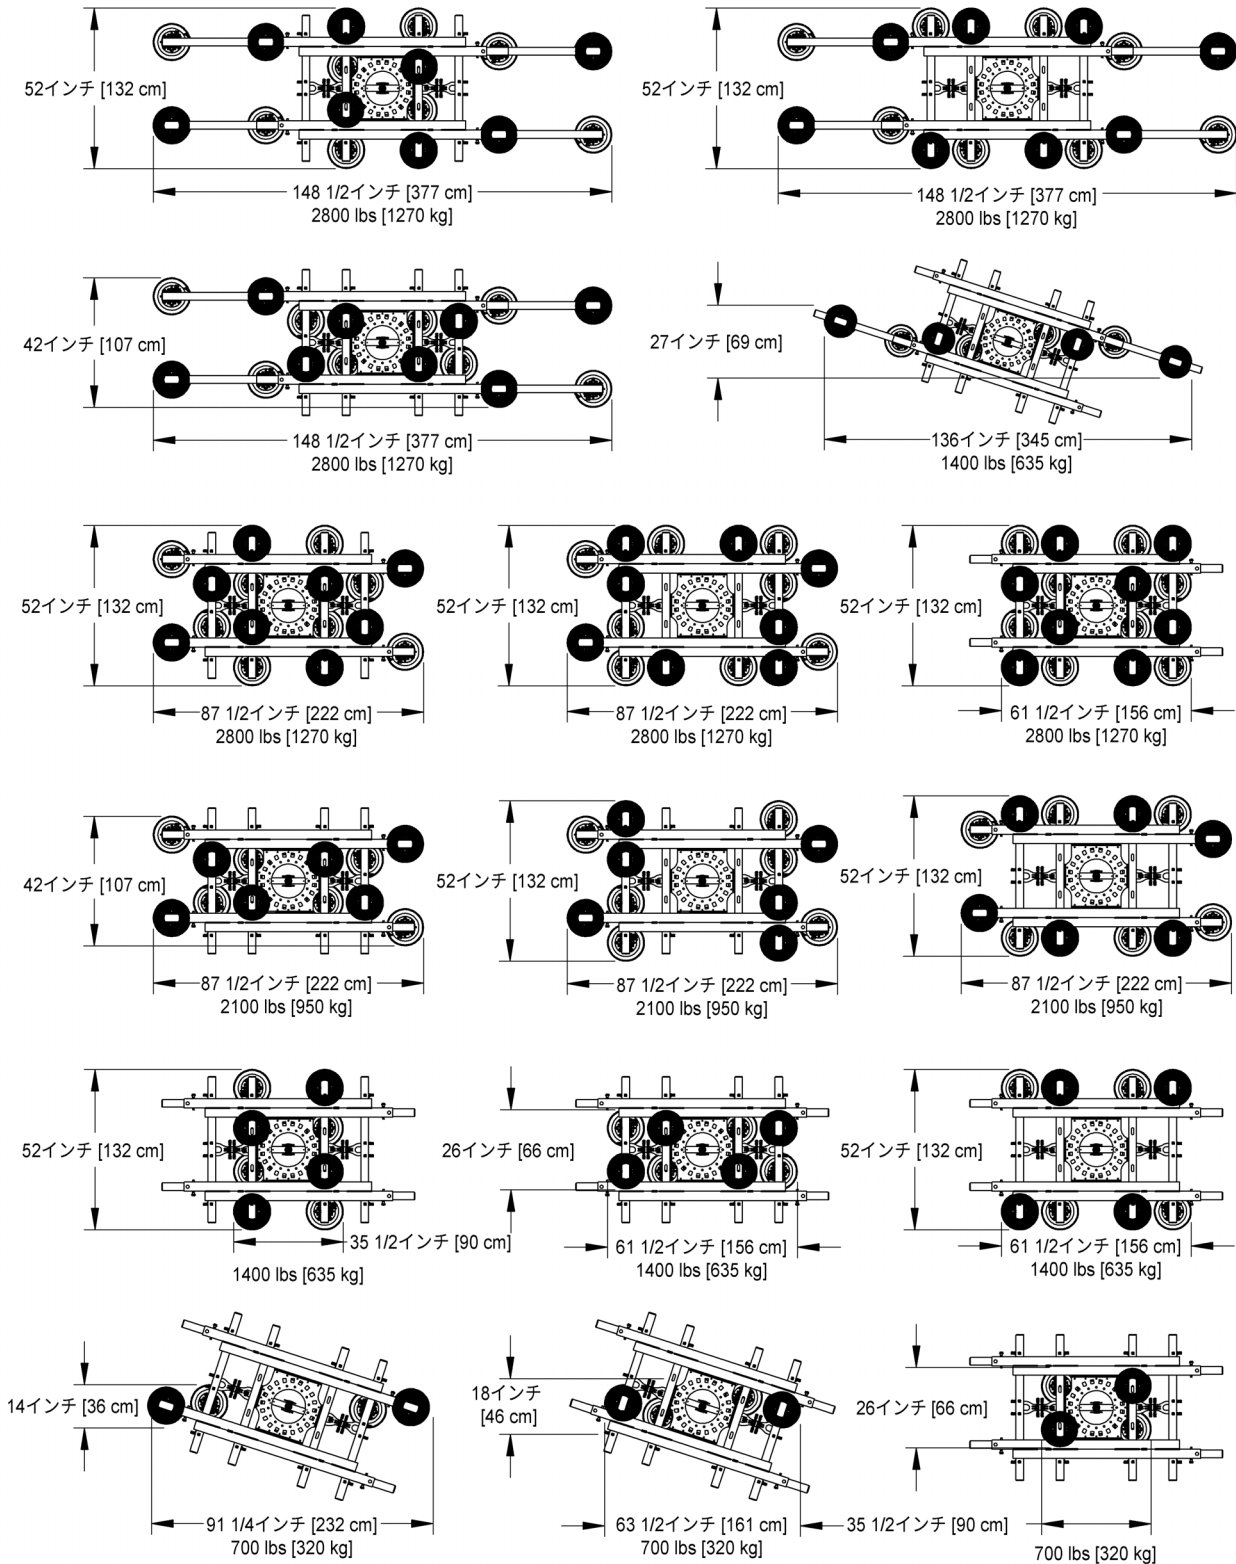 52インチ [132 cm]
148 1/2インチ [377 cm]
2800 lbs [1270 kg]
52インチ [132 cm]
148 1/2インチ [377 cm]
2800 lbs [1270 kg]
42インチ [107 cm]
148 1/2インチ [377 cm]
2800 lbs [1270 kg]
27インチ [69 cm]
136インチ [345 cm]
1400 lbs [635 kg]
52インチ [132 cm]
87 1/2インチ [222 cm]
2800 lbs [1270 kg]
52インチ [132 cm]
87 1/2インチ [222 cm]
2800 lbs [1270 kg]
52インチ [132 cm]
61 1/2インチ [156 cm]
2800 lbs [1270 kg]
42インチ [107 cm]
87 1/2インチ [222 cm]
2100 lbs [950 kg]
52インチ [132 cm]
87 1/2インチ [222 cm]
2100 lbs [950 kg]
52インチ [132 cm]
87 1/2インチ [222 cm]
2100 lbs [950 kg]
52インチ [132 cm]
35 1/2インチ [90 cm]
1400 lbs [635 kg]
26インチ [66 cm]
61 1/2インチ [156 cm]
1400 lbs [635 kg]
52インチ [132 cm]
61 1/2インチ [156 cm]
1400 lbs [635 kg]
14インチ [36 cm]
91 1/4インチ [232 cm]
700 lbs [320 kg]
18インチ
[46 cm]
63 1/2インチ [161 cm]
700 lbs [320 kg]
26インチ [66 cm]
35 1/2インチ [90 cm]
700 lbs [320 kg]